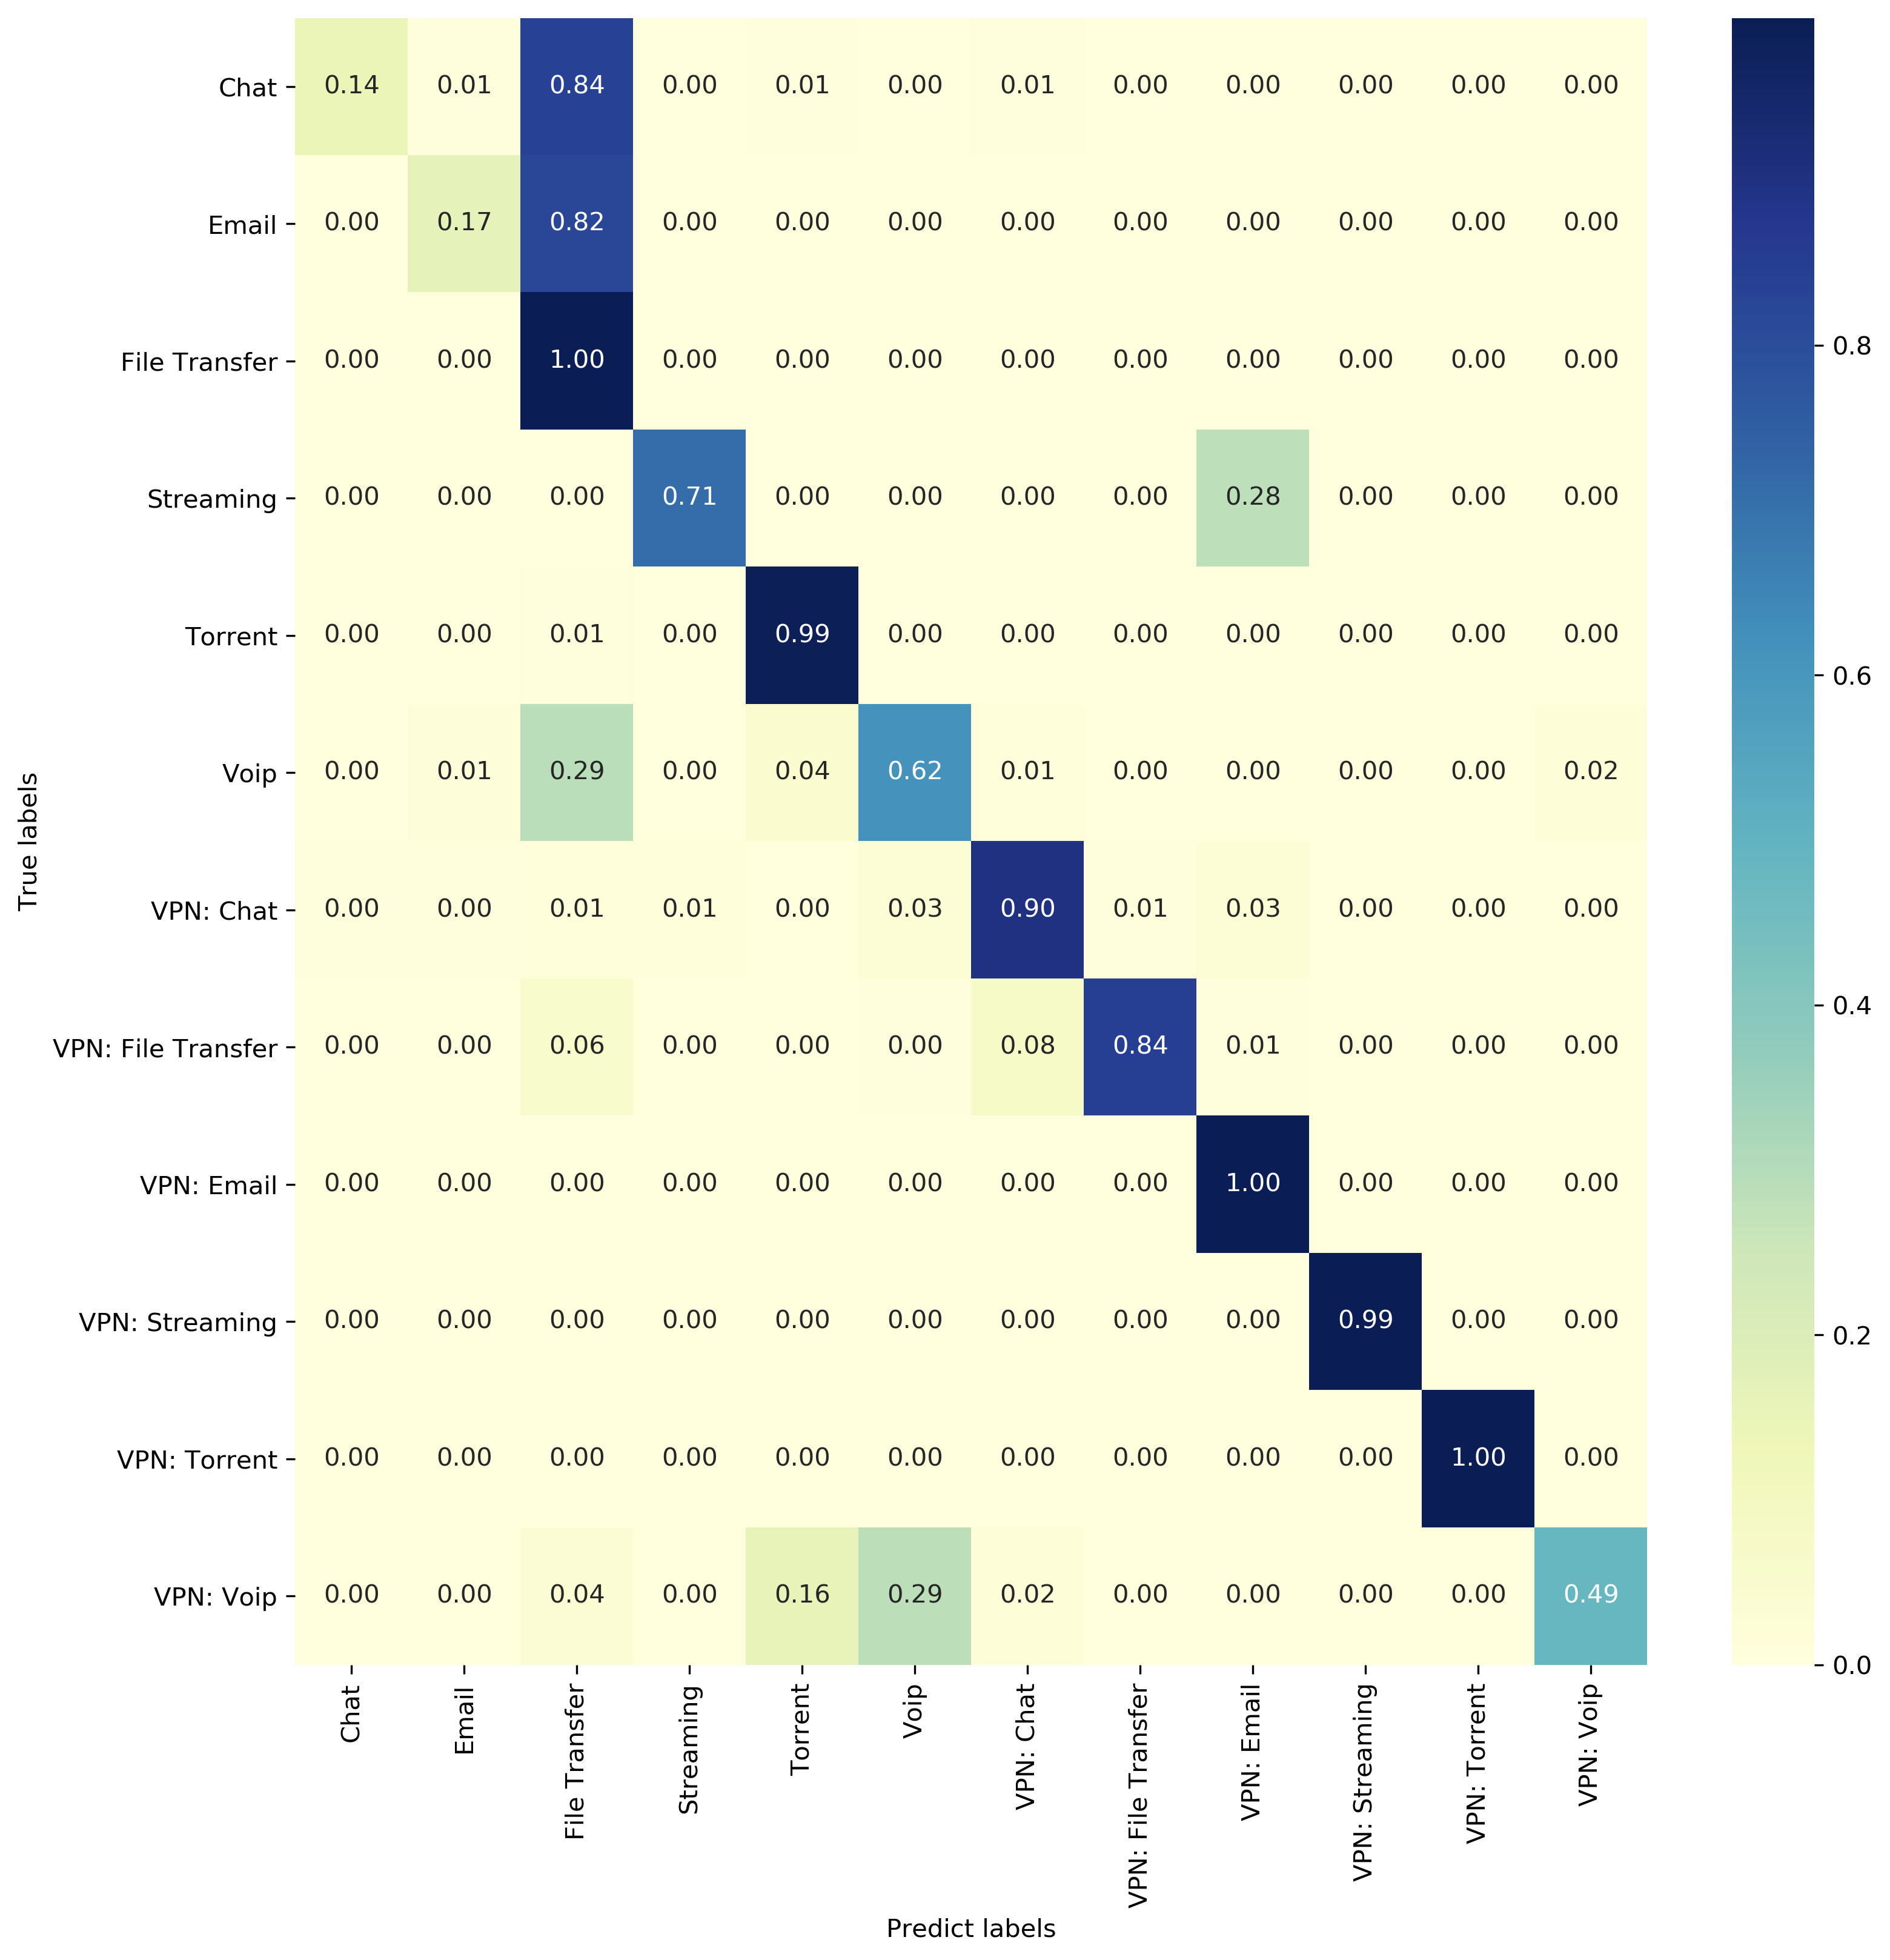 Chat 0.14 0.01 0.84 0.00 0.01 0.00 0.01 0.00 0.00 0.00 0.00 0.00
Email 0.00 0.17 0.82 0.00 0.00 0.00 0.00 0.00 0.00 0.00 0.00 0.00
File Transfer 0.00 0.00 1.00 0.00 0.00 0.00 0.00 0.00 0.00 0.00 0.00 0.00
Streaming 0.00 0.00 0.00 0.71 0.00 0.00 0.00 0.00 0.28 0.00 0.00 0.00
Torrent 0.00 0.00 0.01 0.00 0.99 0.00 0.00 0.00 0.00 0.00 0.00 0.00
Voip 0.00 0.01 0.29 0.00 0.04 0.62 0.01 0.00 0.00 0.00 0.00 0.02
VPN: Chat 0.00 0.00 0.01 0.01 0.00 0.03 0.90 0.01 0.03 0.00 0.00 0.00
VPN: File Transfer 0.00 0.00 0.06 0.00 0.00 0.00 0.08 0.84 0.01 0.00 0.00 0.00
VPN: Email 0.00 0.00 0.00 0.00 0.00 0.00 0.00 0.00 1.00 0.00 0.00 0.00
VPN: Streaming 0.00 0.00 0.00 0.00 0.00 0.00 0.00 0.00 0.00 0.99 0.00 0.00
VPN: Torrent 0.00 0.00 0.00 0.00 0.00 0.00 0.00 0.00 0.00 0.00 1.00 0.00
VPN: Voip 0.00 0.00 0.04 0.00 0.16 0.29 0.02 0.00 0.00 0.00 0.00 0.49
True labels
Chat
Email
File Transfer
Streaming
Torrent
Voip
VPN: Chat
VPN: File Transfer
VPN: Email
VPN: Streaming
VPN: Torrent
VPN: Voip
Predict labels
0.8
0.6
0.4
0.2
0.0